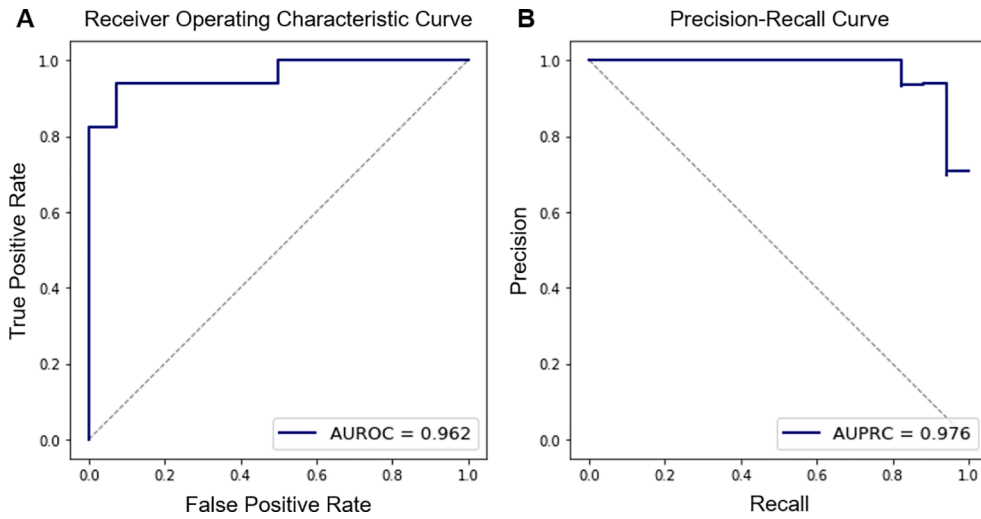 A
Receiver Operating Characteristic Curve
1.0
0.8
0.6
0.4
0.2
0.0
True Positive Rate
AUROC = 0.962
0.0 0.2 0.4 0.6 0.8 1.0
False Positive Rate
B
Precision-Recall Curve
1.0
0.8
0.6
0.4
0.2
0.0
Precision
AUPRC = 0.976
0.0 0.2 0.4 0.6 0.8 1.0
Recall